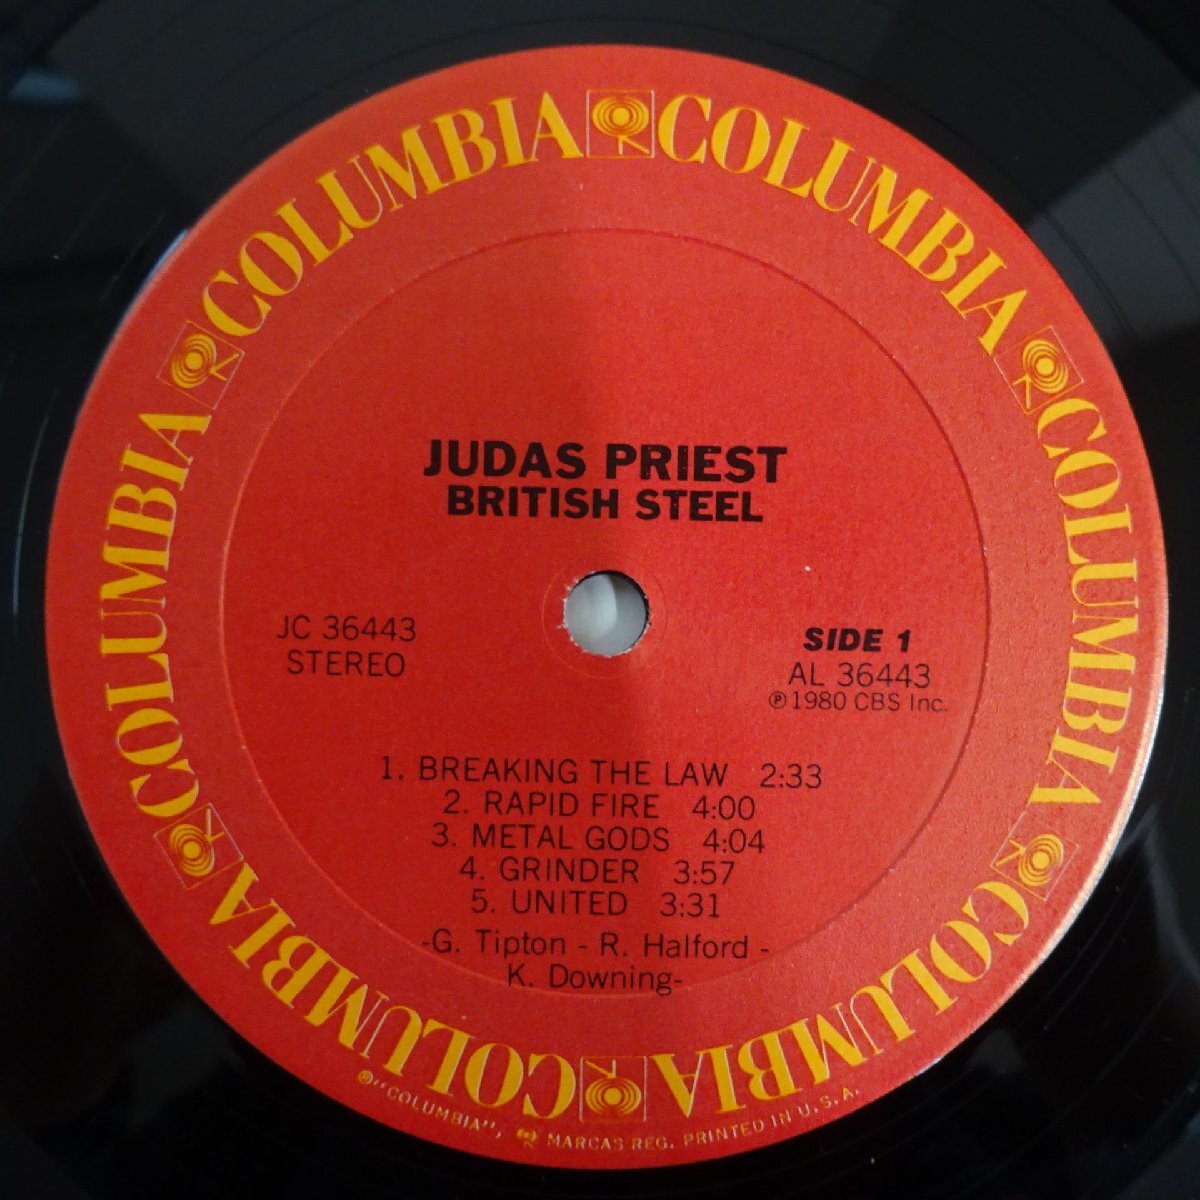 COLUMBIA COLUMBIA COLUMBIA COLUMBIA COLUMBIA COLUMBIA
JUDAS PRIEST
BRITISH STEEL
JC 36443
STEREO
SIDE 1
AL 36443
℗ 1980 CBS Inc.
1. BREAKING THE LAW 2:33
2. RAPID FIRE 4:00
3. METAL GODS 4:04
4. GRINDER 3:57
5. UNITED 3:31
-G. Tipton - R. Halford -
K. Downing-
℗ "COLUMBIA", MARCAS REG. PRINTED IN U.S.A.